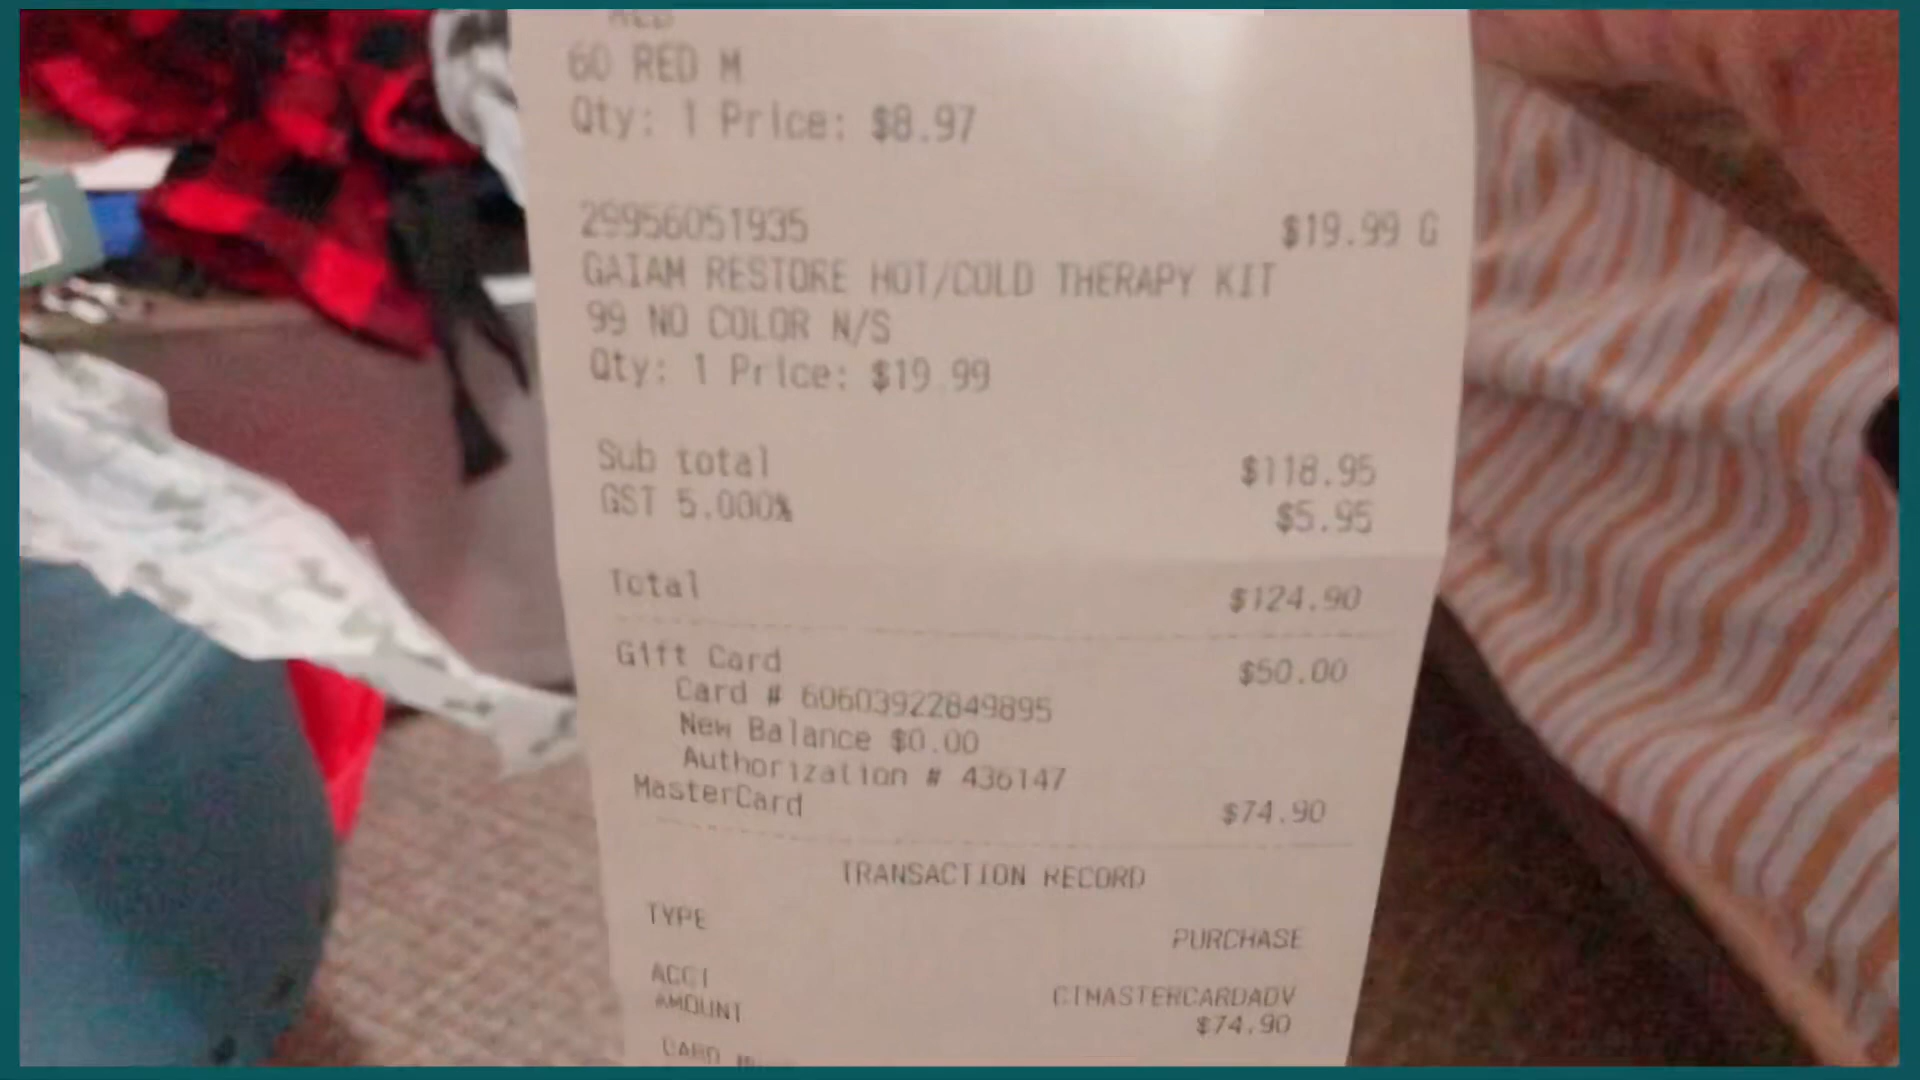 RED
60 RED M
Qty: 1 Price: $8.97
29956051935 $19.99 G
GAIAM RESTORE HOT/COLD THERAPY KIT
99 NO COLOR N/S
Qty: 1 Price: $19.99
Sub total $118.95
GST 5.000% $5.95
Total $124.90
Gift Card $50.00
Card # 60603922849895
New Balance $0.00
Authorization # 436147
MasterCard $74.90
TRANSACTION RECORD
TYPE PURCHASE
ACCT CTMASTERCARDADV
AMOUNT $74.90
CARD